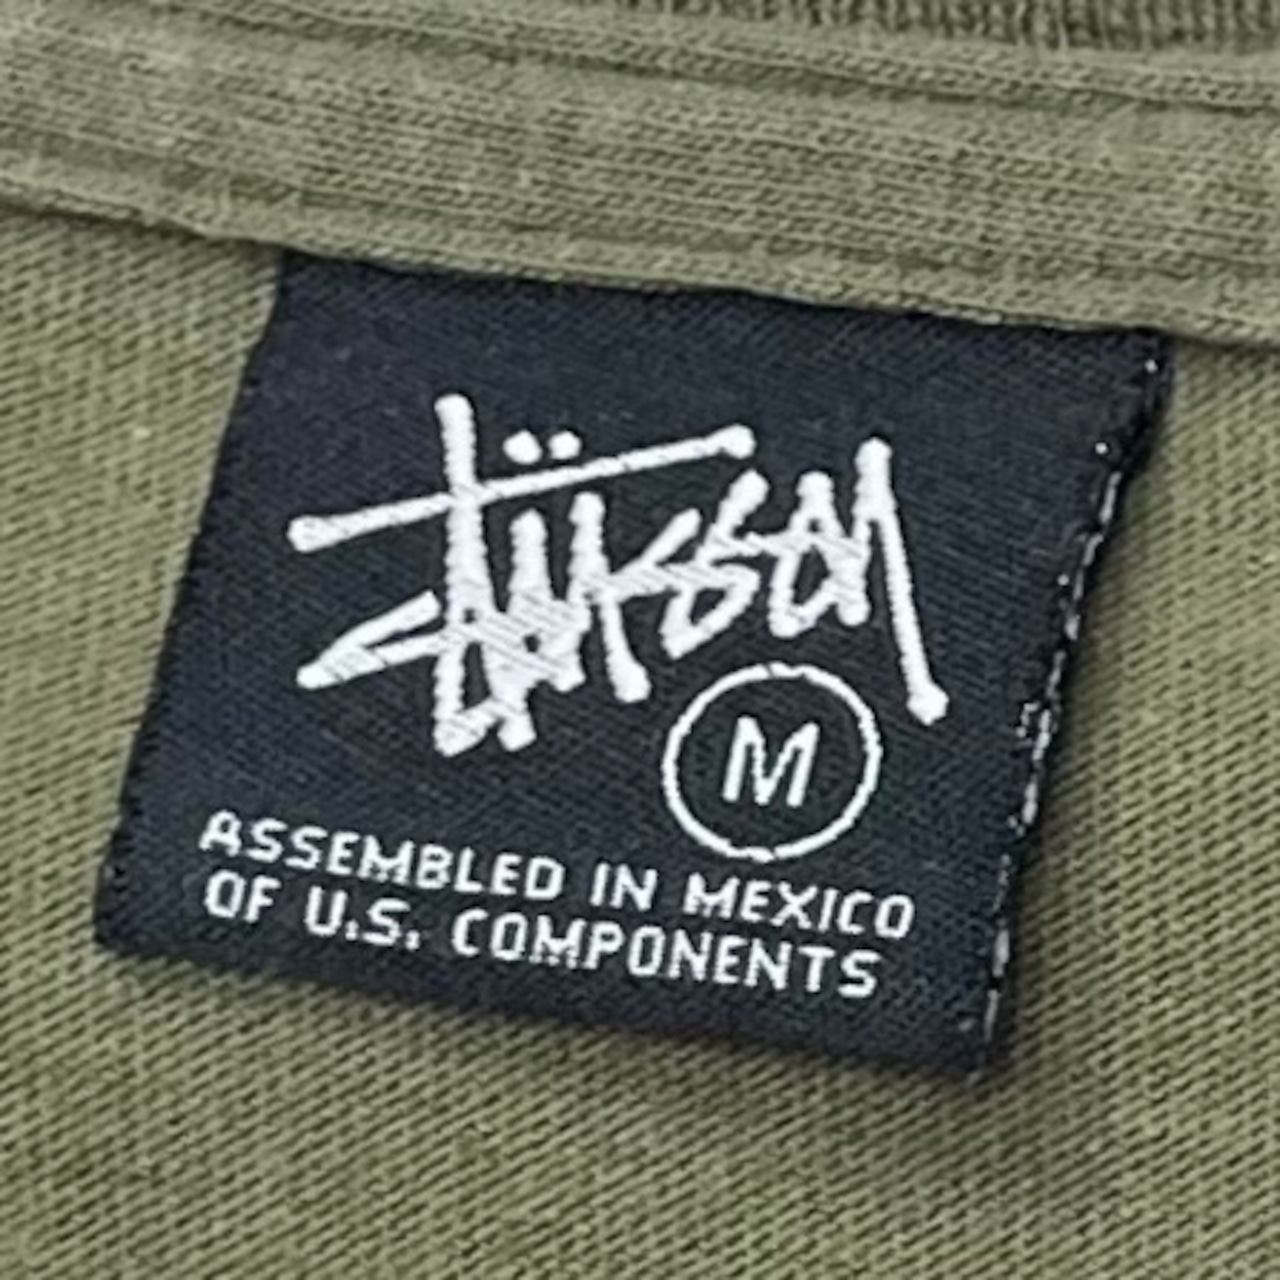 Stüssy
M
ASSEMBLED IN MEXICO
OF U.S. COMPONENTS